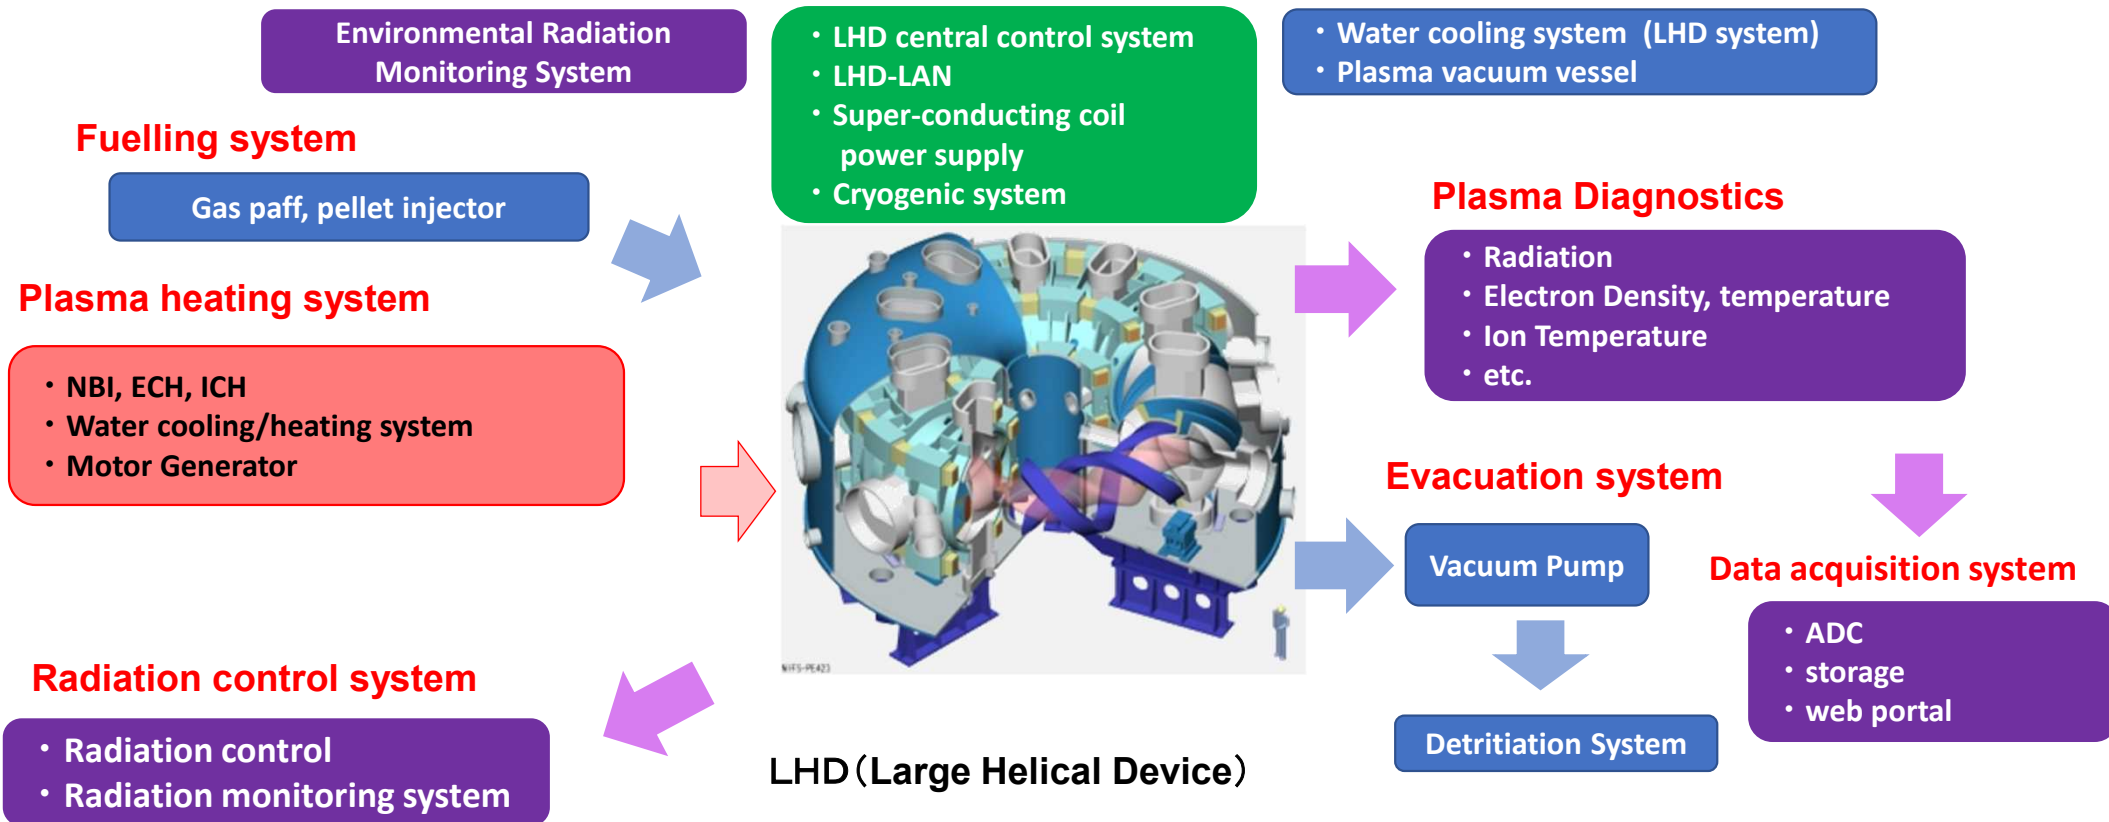 Environmental Radiation
Monitoring System
・LHD central control system
・LHD-LAN
・Super-conducting coil
power supply
・Cryogenic system
・Water cooling system (LHD system)
・Plasma vacuum vessel
Fuelling system
Gas paff, pellet injector
Plasma heating system
・NBI, ECH, ICH
・Water cooling/heating system
・Motor Generator
Plasma Diagnostics
・Radiation
・Electron Density, temperature
・Ion Temperature
・etc.
Evacuation system
Vacuum Pump
Detritiation System
Data acquisition system
・ADC
・storage
・web portal
Radiation control system
・Radiation control
・Radiation monitoring system
NIFS-PE423
LHD（Large Helical Device）